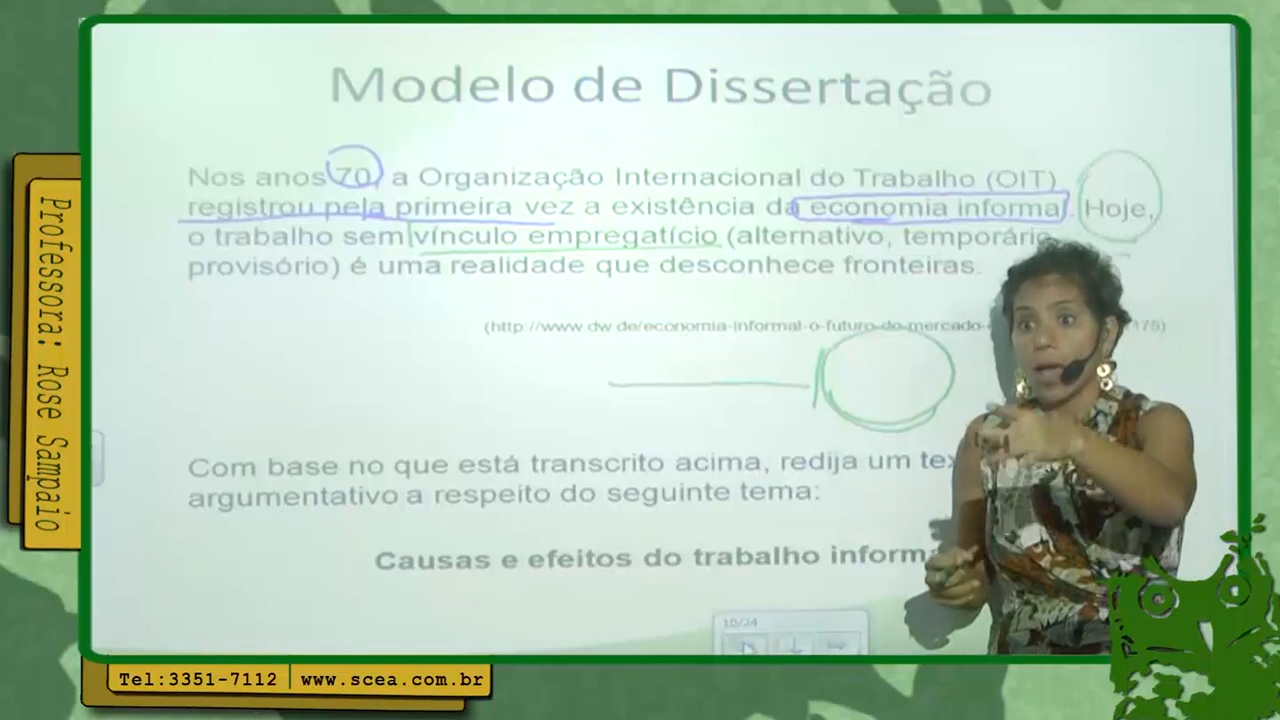 Modelo de Dissertação
Nos anos 70, a Organização Internacional do Trabalho (OIT)
registrou pela primeira vez a existência da economia informal. Hoje,
o trabalho sem vínculo empregatício (alternativo, temporário
provisório) é uma realidade que desconhece fronteiras.
(http://www.dw.de/economia-informal-o-futuro-do-mercado- 175)
Com base no que está transcrito acima, redija um
argumentativo a respeito do seguinte tema:
Causas e efeitos do trabalho
10/24
Professora: Rose Sampaio
Tel:3351-7112 www.scea.com.br